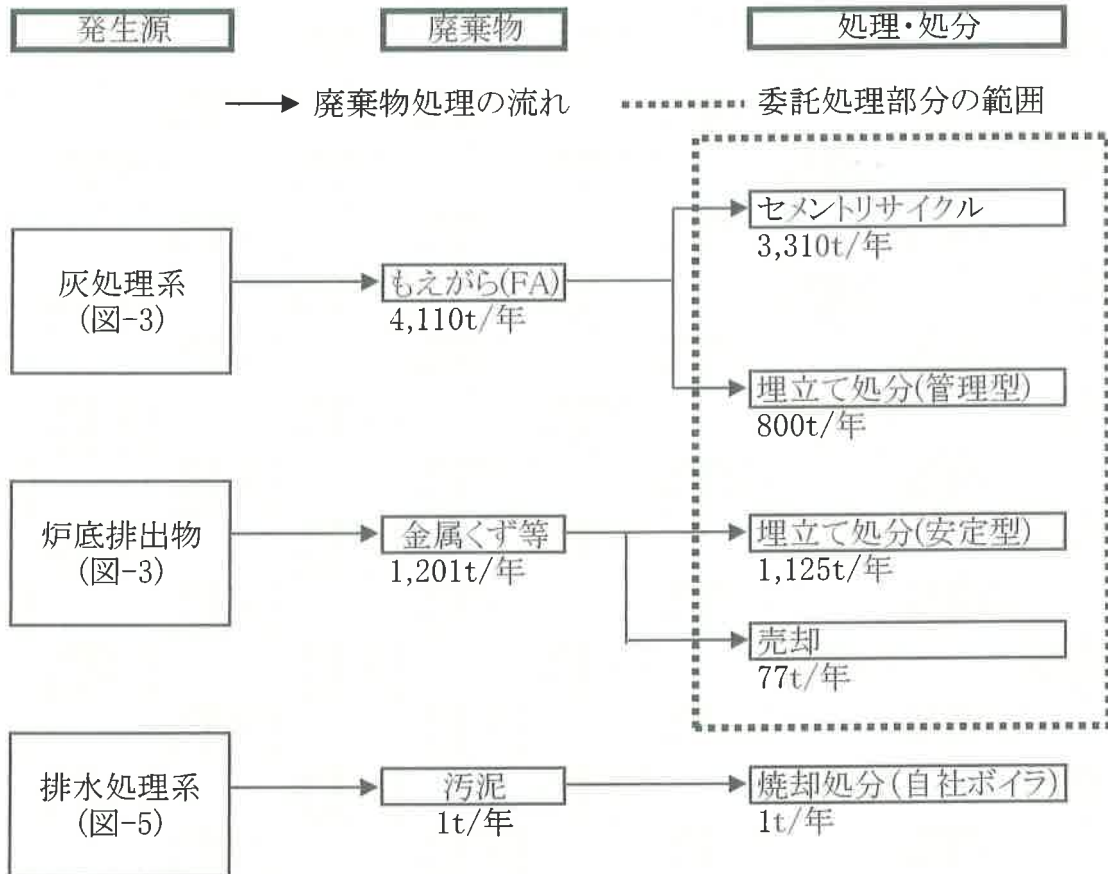 発生源
廃棄物
処理・処分
廃棄物処理の流れ
委託処理部分の範囲
灰処理系
(図-3)
もえがら(FA)
4,110t/年
セメントリサイクル
3,310t/年
埋立て処分(管理型)
800t/年
炉底排出物
(図-3)
金属くず等
1,201t/年
埋立て処分(安定型)
1,125t/年
売却
77t/年
排水処理系
(図-5)
汚泥
1t/年
焼却処分(自社ボイラ)
1t/年